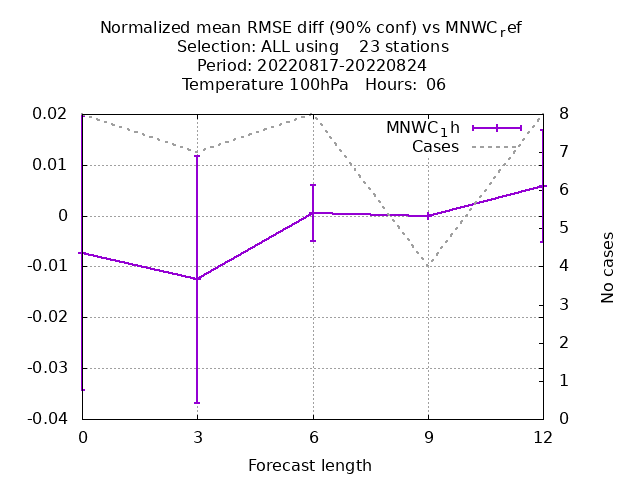 Normalized mean RMSE diff (90% conf) vs MNWC_ref
Selection: ALL using 23 stations
Period: 20220817-20220824
Temperature 100hPa Hours: 06
MNWC_1h
Cases
0.02
0.01
0
-0.01
-0.02
-0.03
-0.04
8
7
6
5
4
3
2
1
0
No cases
0 3 6 9 12
Forecast length